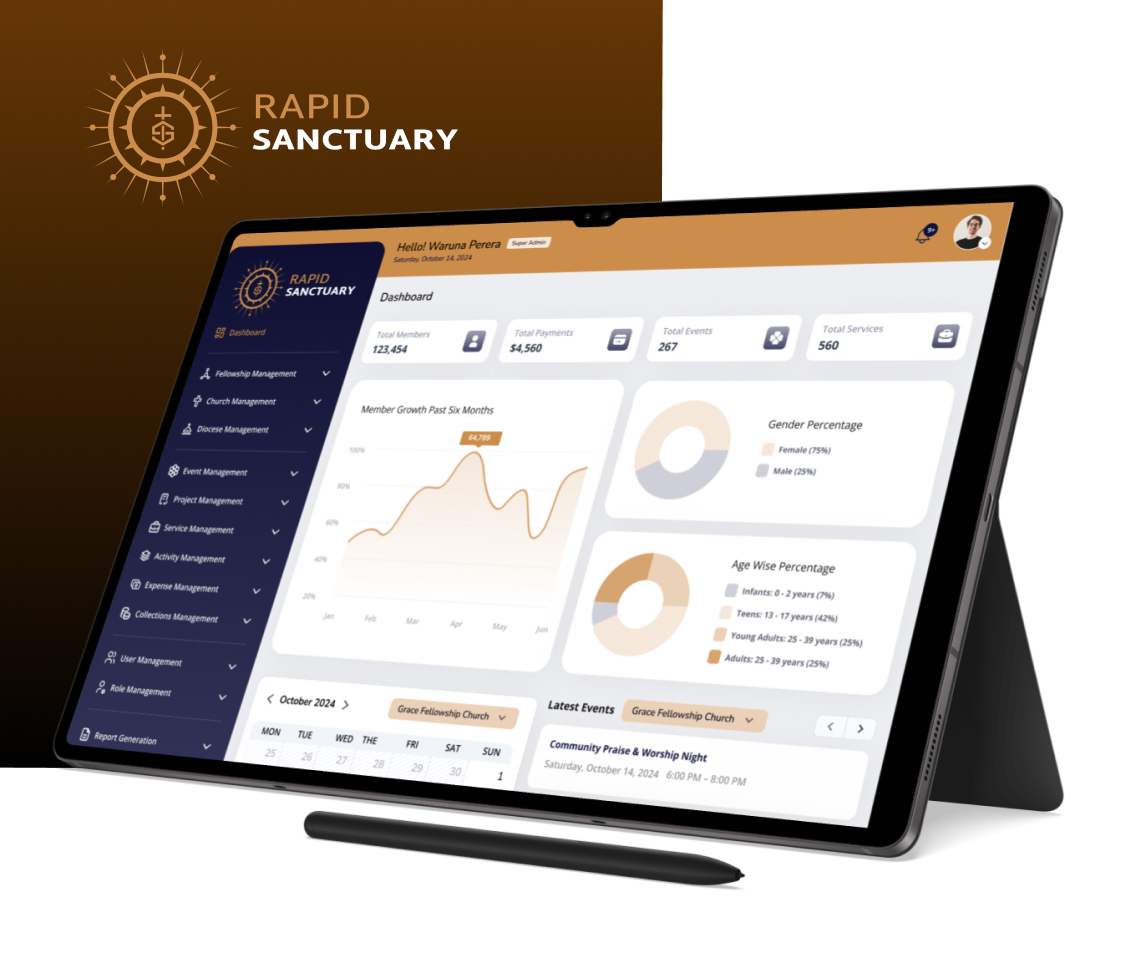 RAPID
SANCTUARY
Hello! Waruna Perera
Super Admin
Saturday, October 14, 2024
9+
RAPID
SANCTUARY
Dashboard
Fellowship Management
Church Management
Diocese Management
Event Management
Project Management
Service Management
Activity Management
Expense Management
Collections Management
User Management
Role Management
Report Generation
Dashboard
Total Members
123,454
Total Payments
$4,560
Total Events
267
Total Services
560
Member Growth Past Six Months
64,789
100%
80%
60%
40%
20%
Jan Feb Mar Apr May Jun
Gender Percentage
Female (75%)
Male (25%)
Age Wise Percentage
Infants: 0 - 2 years (7%)
Teens: 13 - 17 years (42%)
Young Adults: 25 - 39 years (25%)
Adults: 25 - 39 years (25%)
October 2024
Grace Fellowship Church
MON TUE WED THE FRI SAT SUN
25 26 27 28 29 30 1
Latest Events
Grace Fellowship Church
Community Praise & Worship Night
Saturday, October 14, 2024 6:00 PM – 8:00 PM